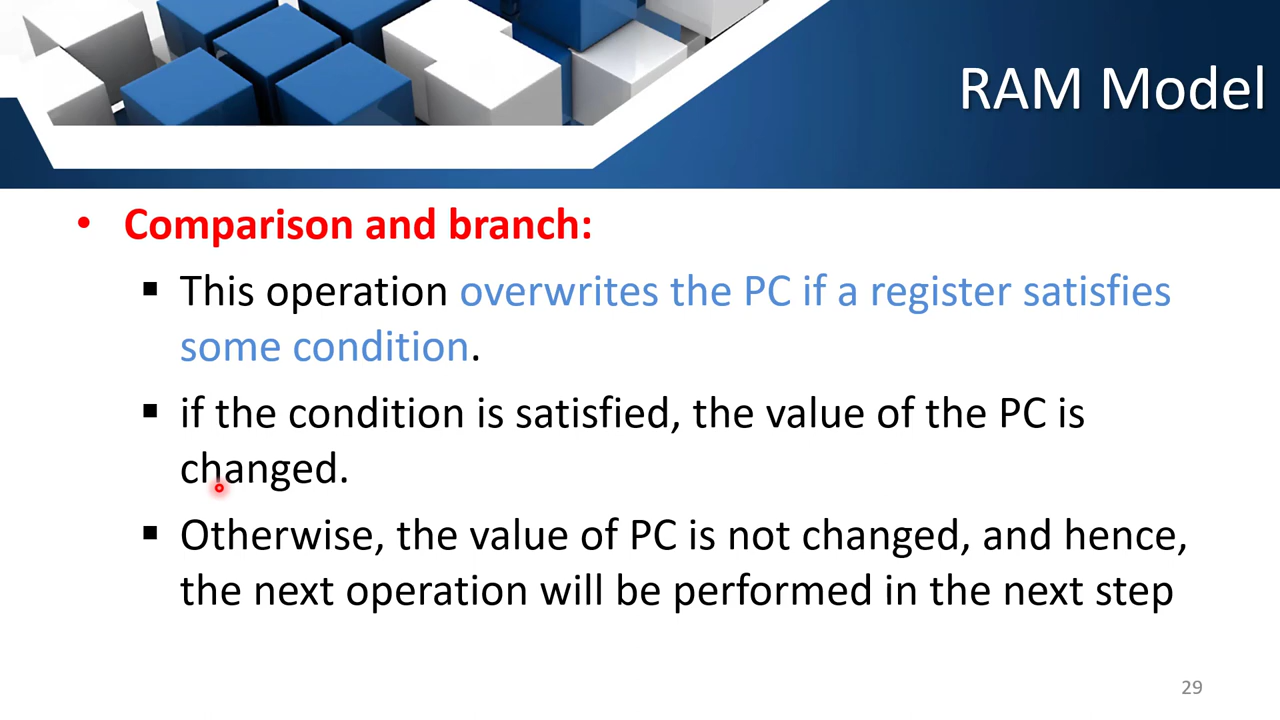 RAM Model
• Comparison and branch:
▪ This operation overwrites the PC if a register satisfies
some condition.
▪ if the condition is satisfied, the value of the PC is
changed.
▪ Otherwise, the value of PC is not changed, and hence,
the next operation will be performed in the next step
29